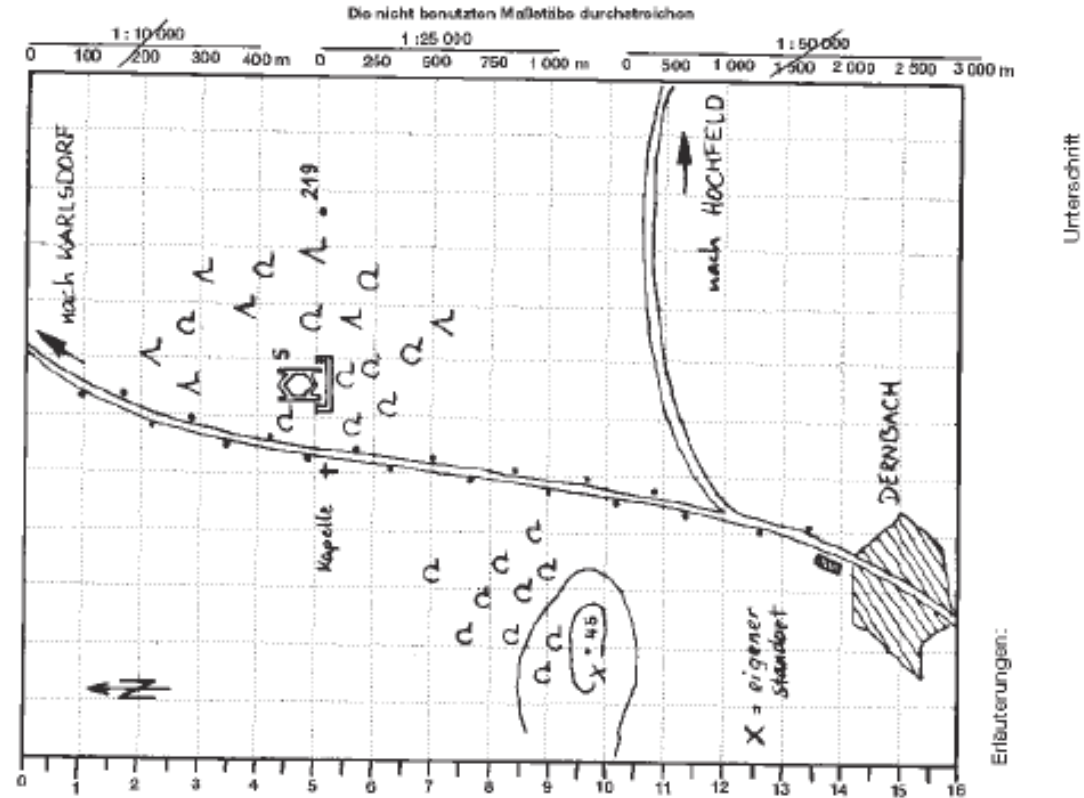 Die nicht benutzten Maßstäbe durchstreichen
1 : 10 000
1 : 25 000
1 : 50 000
0 100 200 300 400 m
0 250 500 750 1 000 m
0 500 1 000 1 500 2 000 2 500 3 000 m
nach KARLSDORF
219
S
nach HOCHFELD
Kapelle
DERNBACH
N
X
45
X = eigener
Standort
0 1 2 3 4 5 6 7 8 9 10 11 12 13 14 15 16
Erläuterungen:
Unterschrift